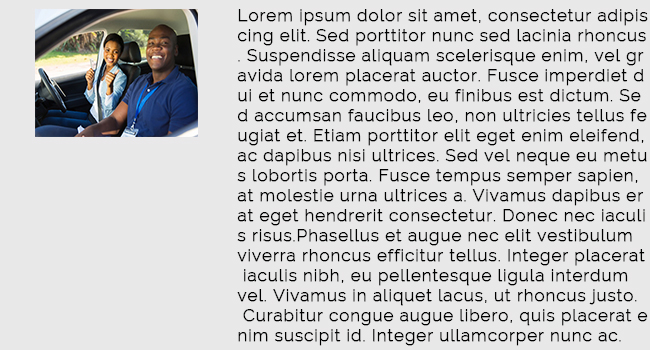 Lorem ipsum dolor sit amet, consectetur adipis
cing elit. Sed porttitor nunc sed lacinia rhoncus
. Suspendisse aliquam scelerisque enim, vel gr
avida lorem placerat auctor. Fusce imperdiet d
ui et nunc commodo, eu finibus est dictum. Se
d accumsan faucibus leo, non ultricies tellus fe
ugiat et. Etiam porttitor elit eget enim eleifend,
ac dapibus nisi ultrices. Sed vel neque eu metu
s lobortis porta. Fusce tempus semper sapien,
at molestie urna ultrices a. Vivamus dapibus er
at eget hendrerit consectetur. Donec nec iaculi
s risus.Phasellus et augue nec elit vestibulum
viverra rhoncus efficitur tellus. Integer placerat
iaculis nibh, eu pellentesque ligula interdum
vel. Vivamus in aliquet lacus, ut rhoncus justo.
Curabitur congue augue libero, quis placerat e
nim suscipit id. Integer ullamcorper nunc ac.